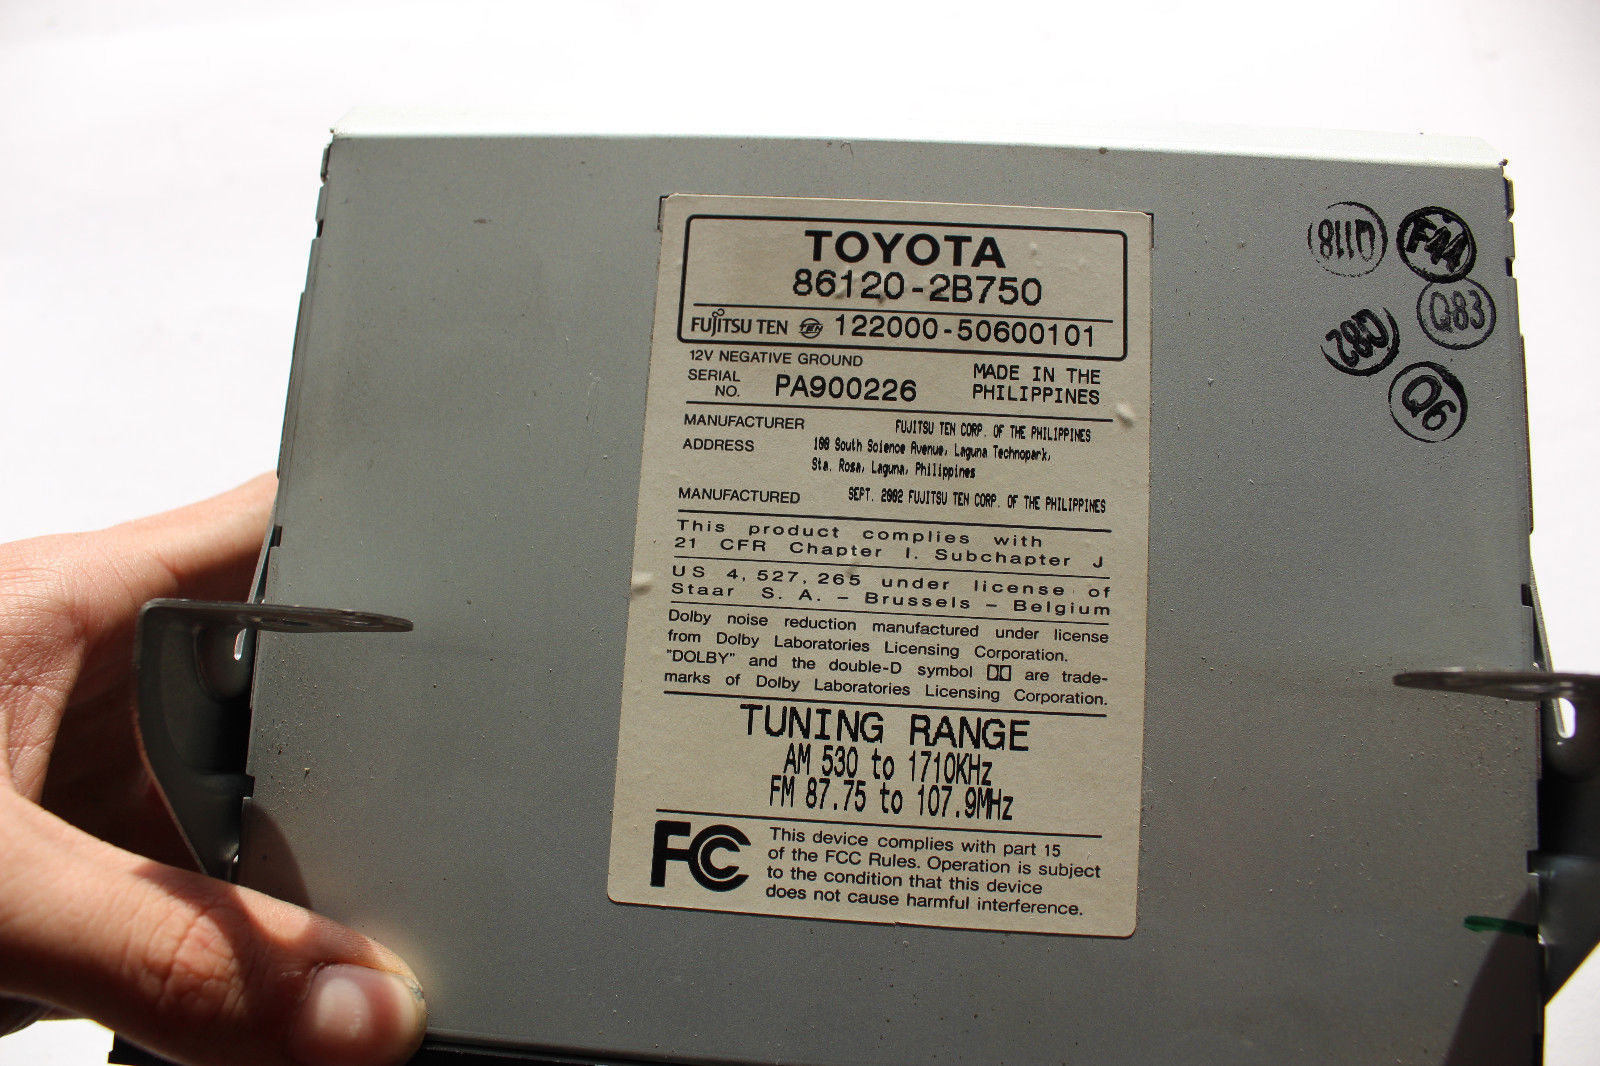 TOYOTA
86120-2B750
FUJITSU TEN TEN 122000-50600101
12V NEGATIVE GROUND
SERIAL NO. PA900226
MADE IN THE
PHILIPPINES
MANUFACTURER FUJITSU TEN CORP. OF THE PHILIPPINES
ADDRESS 100 South Science Avenue, Laguna Technopark,
Sta. Rosa, Laguna, Philippines
MANUFACTURED SEPT. 2002 FUJITSU TEN CORP. OF THE PHILIPPINES
This product complies with
21 CFR Chapter I. Subchapter J
US 4,527,265 under license of
Staar S. A. - Brussels - Belgium
Dolby noise reduction manufactured under license
from Dolby Laboratories Licensing Corporation.
"DOLBY" and the double-D symbol are trade-
marks of Dolby Laboratories Licensing Corporation.
TUNING RANGE
AM 530 to 1710KHz
FM 87.75 to 107.9MHz
FC
This device complies with part 15
of the FCC Rules. Operation is subject
to the condition that this device
does not cause harmful interference.
Q118
F44
Q83
Q82
Q6